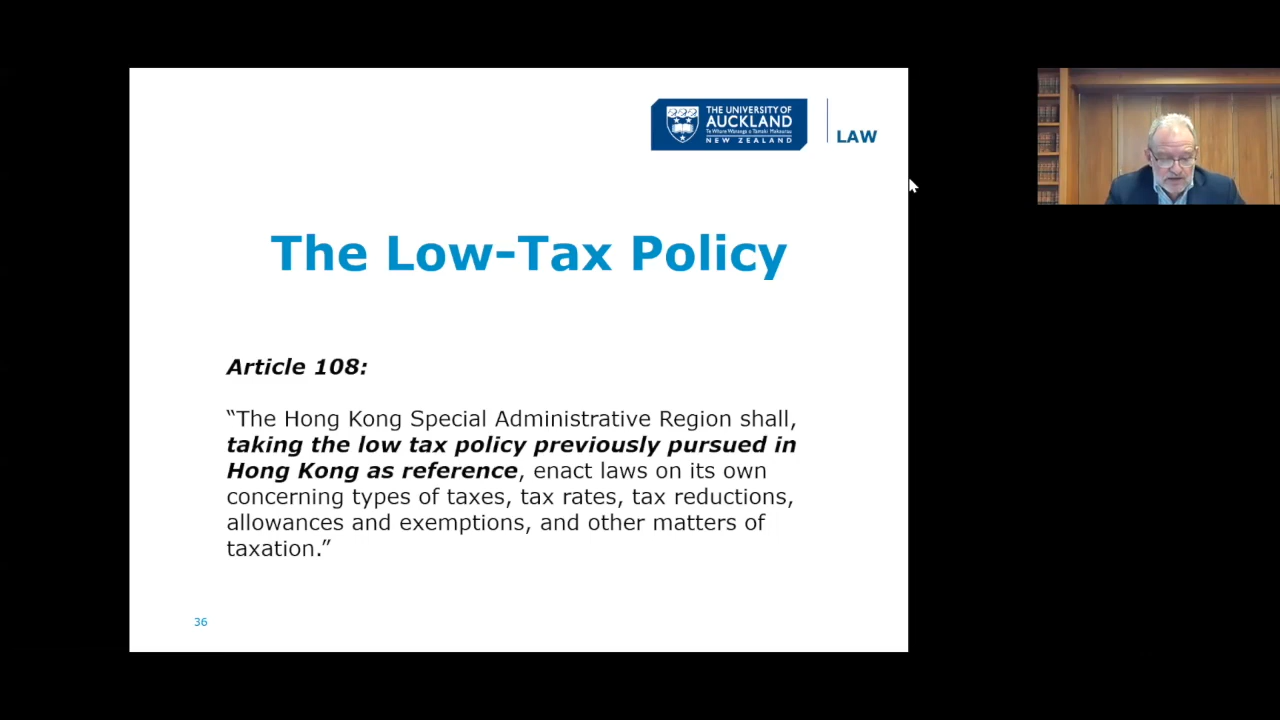 THE UNIVERSITY OF
AUCKLAND
Te Whare Wānanga o Tāmaki Makaurau
NEW ZEALAND
LAW
The Low-Tax Policy
Article 108:
“The Hong Kong Special Administrative Region shall,
taking the low tax policy previously pursued in
Hong Kong as reference, enact laws on its own
concerning types of taxes, tax rates, tax reductions,
allowances and exemptions, and other matters of
taxation.”
36